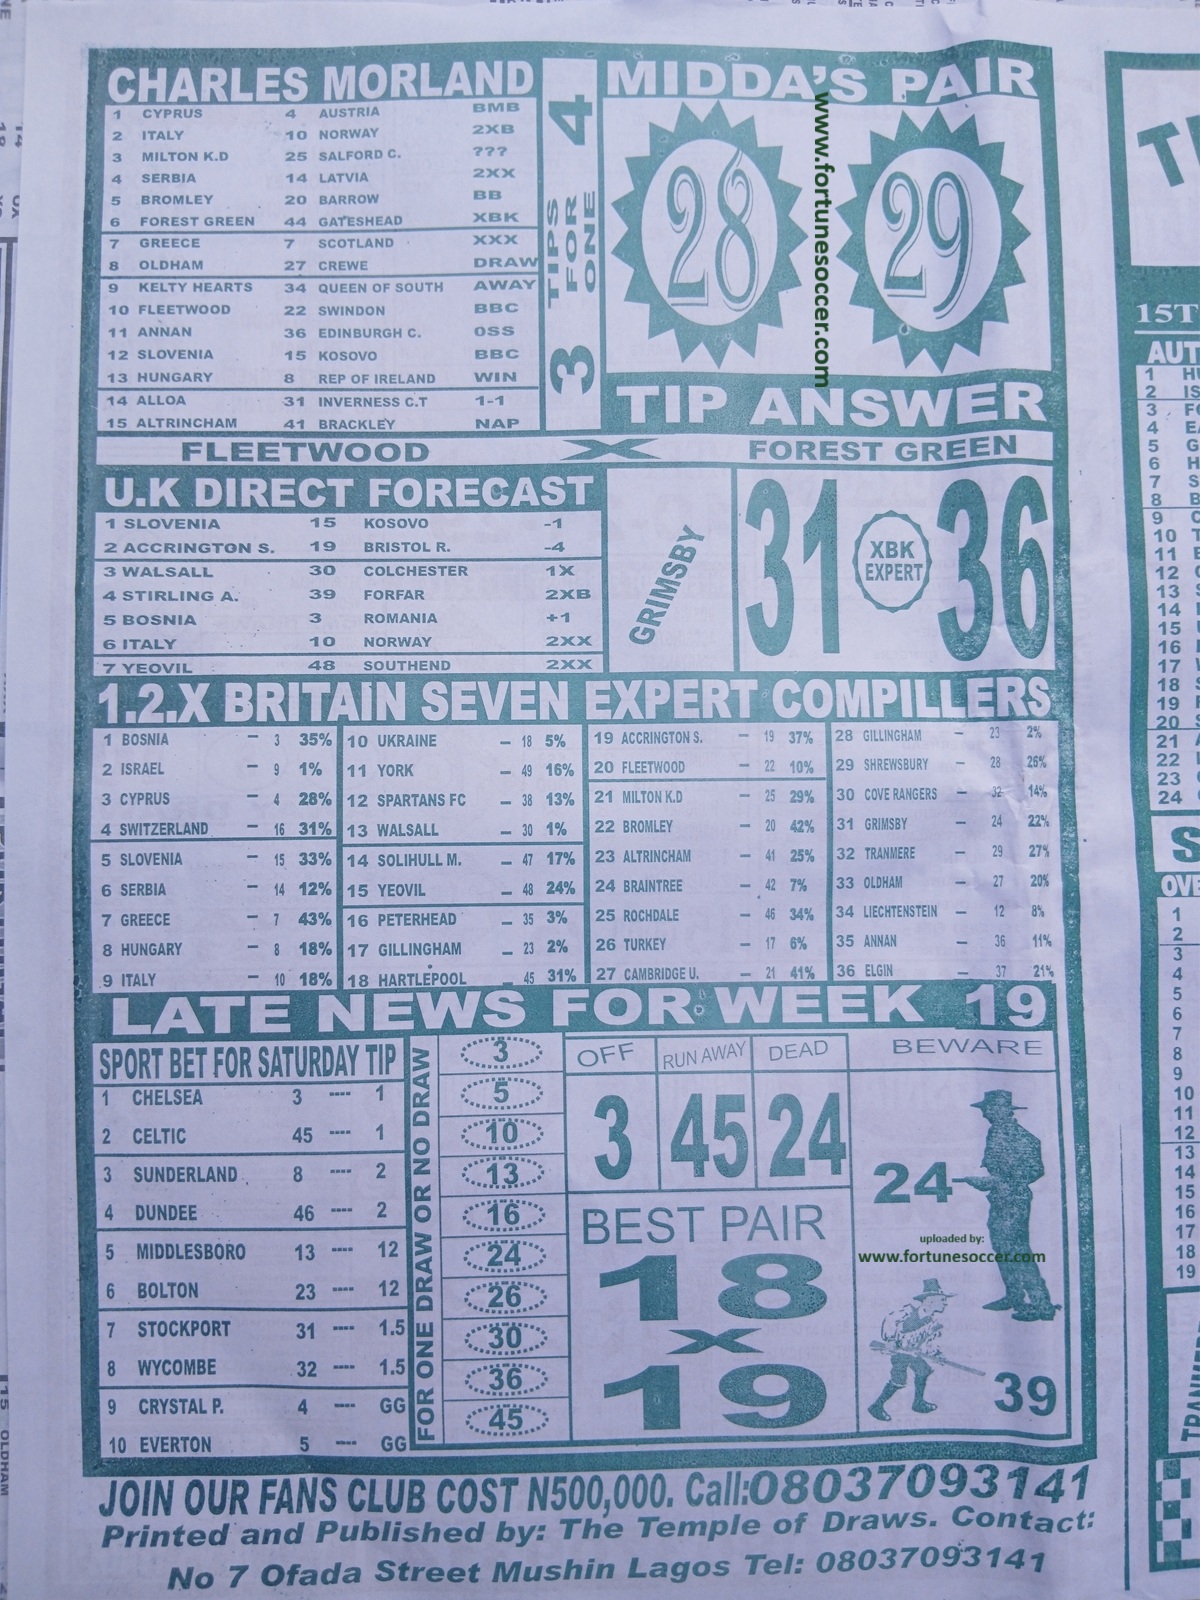 CHARLES MORLAND
1 CYPRUS 4 AUSTRIA BMB
2 ITALY 10 NORWAY 2XB
3 MILTON K.D 25 SALFORD C. ???
4 SERBIA 14 LATVIA 2XX
5 BROMLEY 20 BARROW BB
6 FOREST GREEN 44 GATESHEAD XBK
7 GREECE 7 SCOTLAND XXX
8 OLDHAM 27 CREWE DRAW
9 KELTY HEARTS 34 QUEEN OF SOUTH AWAY
10 FLEETWOOD 22 SWINDON BBC
11 ANNAN 36 EDINBURGH C. 0SS
12 SLOVENIA 15 KOSOVO BBC
13 HUNGARY 8 REP OF IRELAND WIN
14 ALLOA 31 INVERNESS C.T 1-1
15 ALTRINCHAM 41 BRACKLEY NAP
3 TIPS FOR ONE 4
MIDDA'S PAIR
28 29
www.fortunesoccer.com
TIP ANSWER
FLEETWOOD X FOREST GREEN
U.K DIRECT FORECAST
1 SLOVENIA 15 KOSOVO -1
2 ACCRINGTON S. 19 BRISTOL R. -4
3 WALSALL 30 COLCHESTER 1X
4 STIRLING A. 39 FORFAR 2XB
5 BOSNIA 3 ROMANIA +1
6 ITALY 10 NORWAY 2XX
7 YEOVIL 48 SOUTHEND 2XX
GRIMSBY
31 XBK EXPERT 36
1.2.X BRITAIN SEVEN EXPERT COMPILLERS
1 BOSNIA – 3 35%
2 ISRAEL – 9 1%
3 CYPRUS – 4 28%
4 SWITZERLAND – 16 31%
5 SLOVENIA – 15 33%
6 SERBIA – 14 12%
7 GREECE – 7 43%
8 HUNGARY – 8 18%
9 ITALY – 10 18%
10 UKRAINE – 18 5%
11 YORK – 49 16%
12 SPARTANS FC – 38 13%
13 WALSALL – 30 1%
14 SOLIHULL M. – 47 17%
15 YEOVIL – 48 24%
16 PETERHEAD – 35 3%
17 GILLINGHAM – 23 2%
18 HARTLEPOOL – 45 31%
19 ACCRINGTON S. – 19 37%
20 FLEETWOOD – 22 10%
21 MILTON K.D – 25 29%
22 BROMLEY – 20 42%
23 ALTRINCHAM – 41 25%
24 BRAINTREE – 42 7%
25 ROCHDALE – 46 34%
26 TURKEY – 17 6%
27 CAMBRIDGE U. – 21 41%
28 GILLINGHAM – 23 2%
29 SHREWSBURY – 28 26%
30 COVE RANGERS – 32 14%
31 GRIMSBY – 24 22%
32 TRANMERE – 29 27%
33 OLDHAM – 27 20%
34 LIECHTENSTEIN – 12 8%
35 ANNAN – 36 11%
36 ELGIN – 37 21%
LATE NEWS FOR WEEK 19
SPORT BET FOR SATURDAY TIP
1 CHELSEA 3 ---- 1
2 CELTIC 45 ---- 1
3 SUNDERLAND 8 ---- 2
4 DUNDEE 46 ---- 2
5 MIDDLESBORO 13 ---- 12
6 BOLTON 23 ---- 12
7 STOCKPORT 31 ---- 1.5
8 WYCOMBE 32 ---- 1.5
9 CRYSTAL P. 4 ---- GG
10 EVERTON 5 ---- GG
FOR ONE DRAW OR NO DRAW
3
5
10
13
16
24
26
30
36
45
OFF RUN AWAY DEAD
3 45 24
BEST PAIR
18
X
19
BEWARE
24
uploaded by:
www.fortunesoccer.com
39
JOIN OUR FANS CLUB COST N500,000. Call:08037093141
Printed and Published by: The Temple of Draws. Contact:
No 7 Ofada Street Mushin Lagos Tel: 08037093141